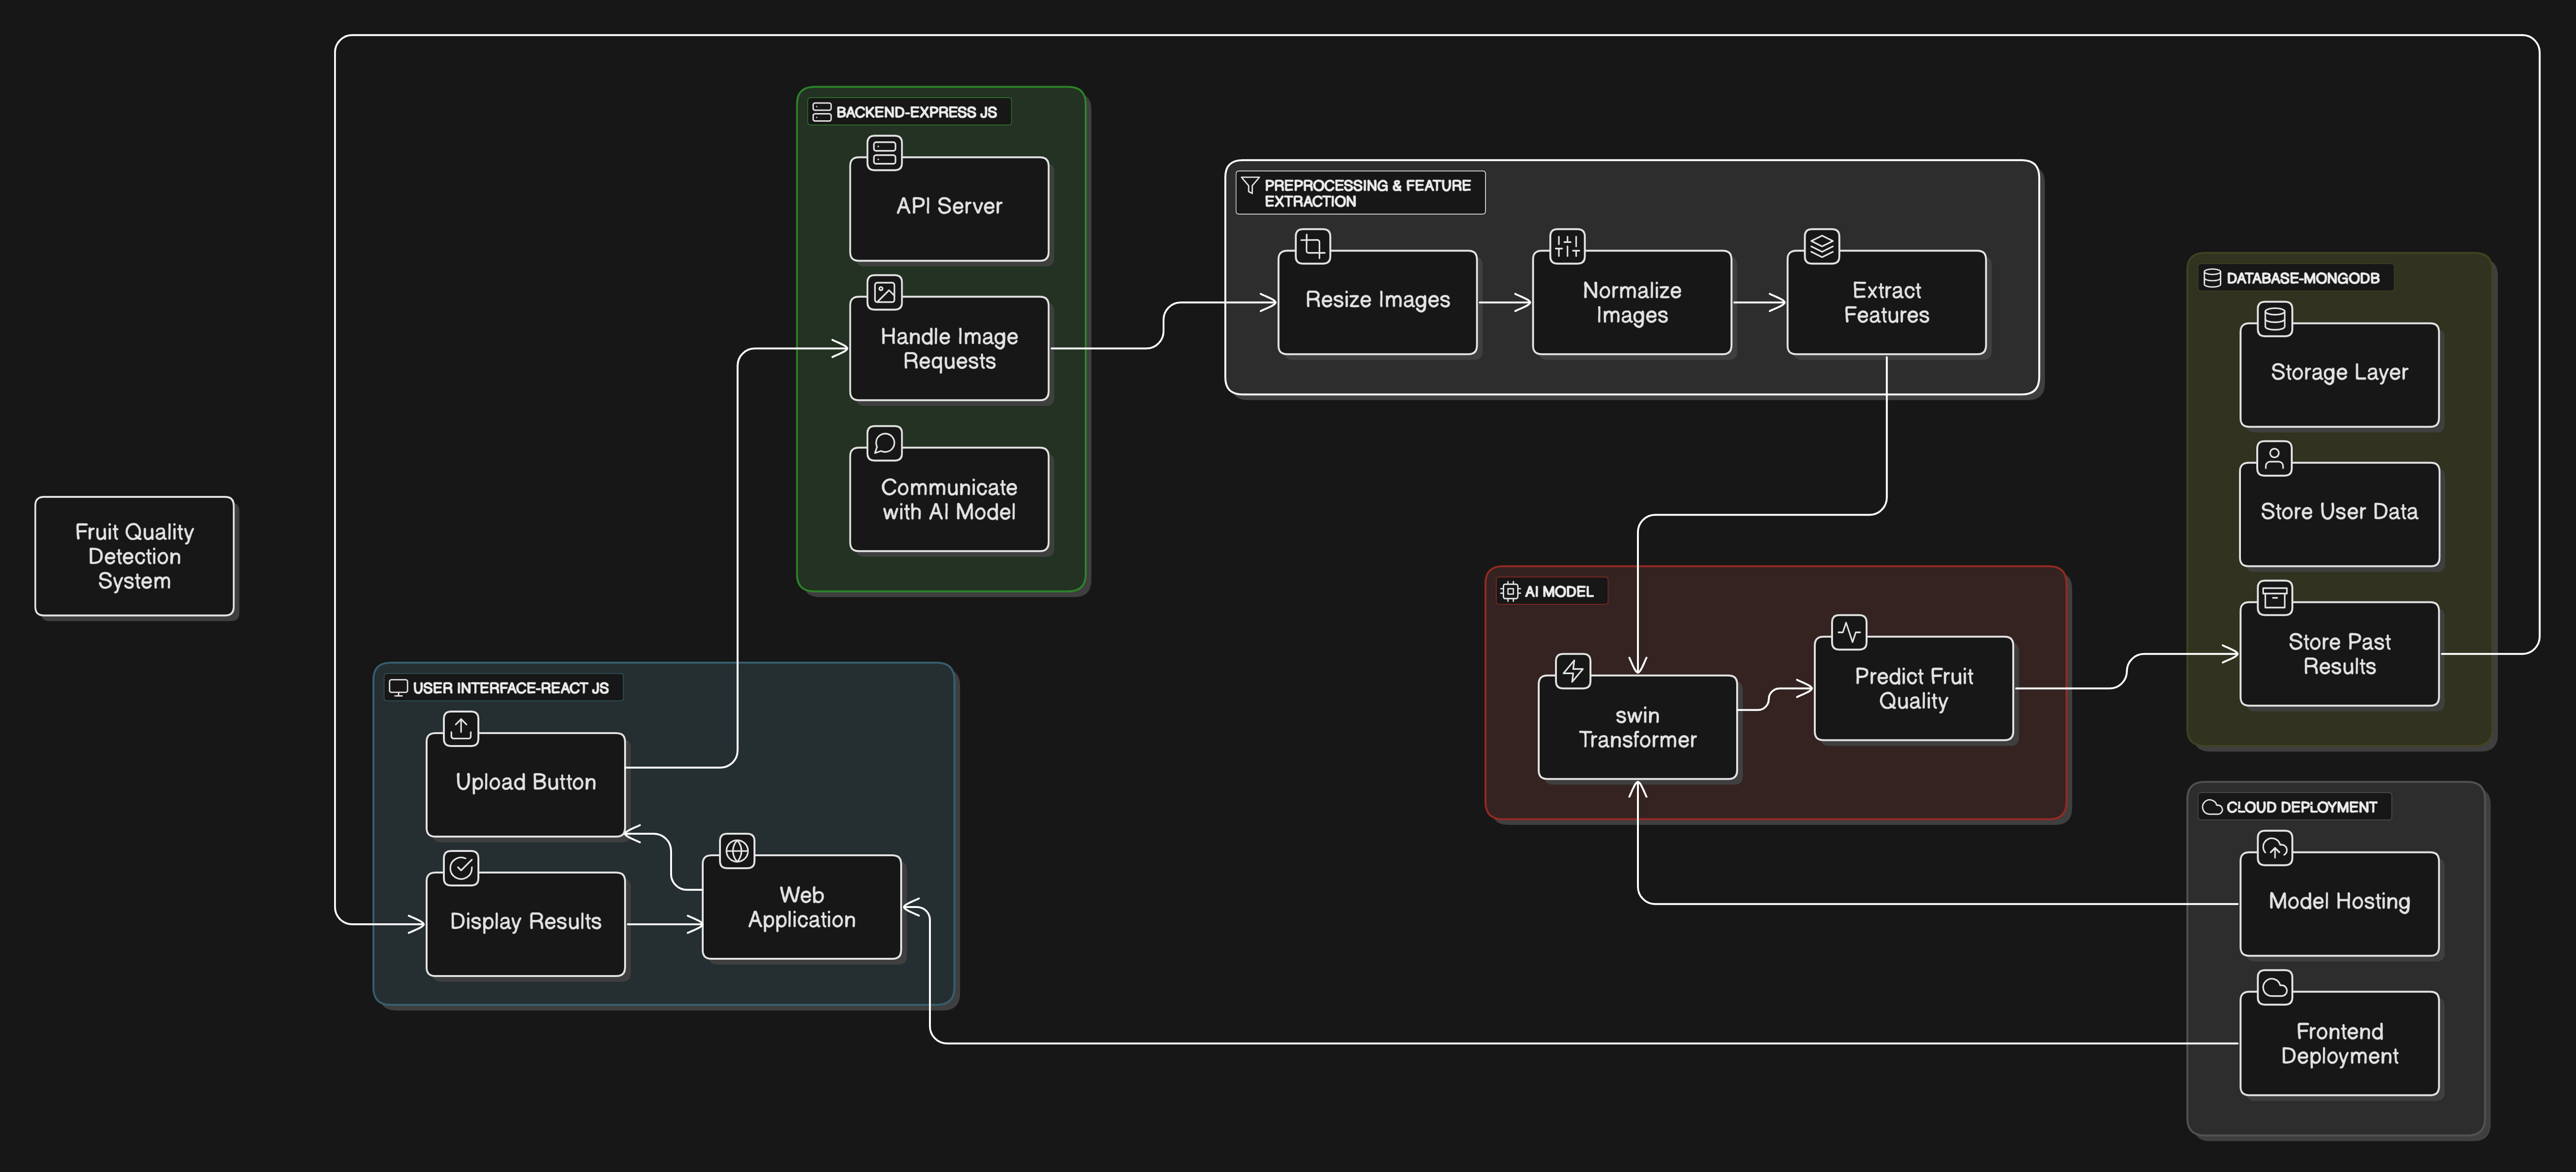 Fruit Quality
Detection
System
BACKEND-EXPRESS JS
API Server
Handle Image
Requests
Communicate
with AI Model
USER INTERFACE-REACT JS
Upload Button
Display Results
Web
Application
PREPROCESSING & FEATURE
EXTRACTION
Resize Images
Normalize
Images
Extract
Features
AI MODEL
swin
Transformer
Predict Fruit
Quality
DATABASE-MONGODB
Storage Layer
Store User Data
Store Past
Results
CLOUD DEPLOYMENT
Model Hosting
Frontend
Deployment